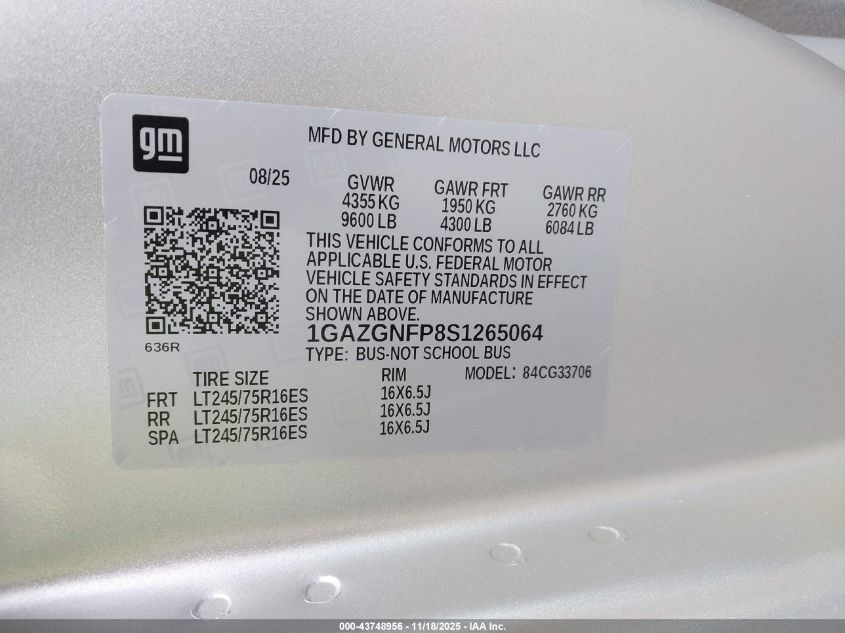 gm
MFD BY GENERAL MOTORS LLC
08/25
GVWR GAWR FRT GAWR RR
4355 KG 1950 KG 2760 KG
9600 LB 4300 LB 6084 LB
THIS VEHICLE CONFORMS TO ALL
APPLICABLE U.S. FEDERAL MOTOR
VEHICLE SAFETY STANDARDS IN EFFECT
ON THE DATE OF MANUFACTURE
SHOWN ABOVE.
636R
1GAZGNFP8S1265064
TYPE: BUS-NOT SCHOOL BUS
TIRE SIZE RIM MODEL: 84CG33706
FRT LT245/75R16ES 16X6.5J
RR LT245/75R16ES 16X6.5J
SPA LT245/75R16ES 16X6.5J
000-43748956 - 11/18/2025 - IAA Inc.